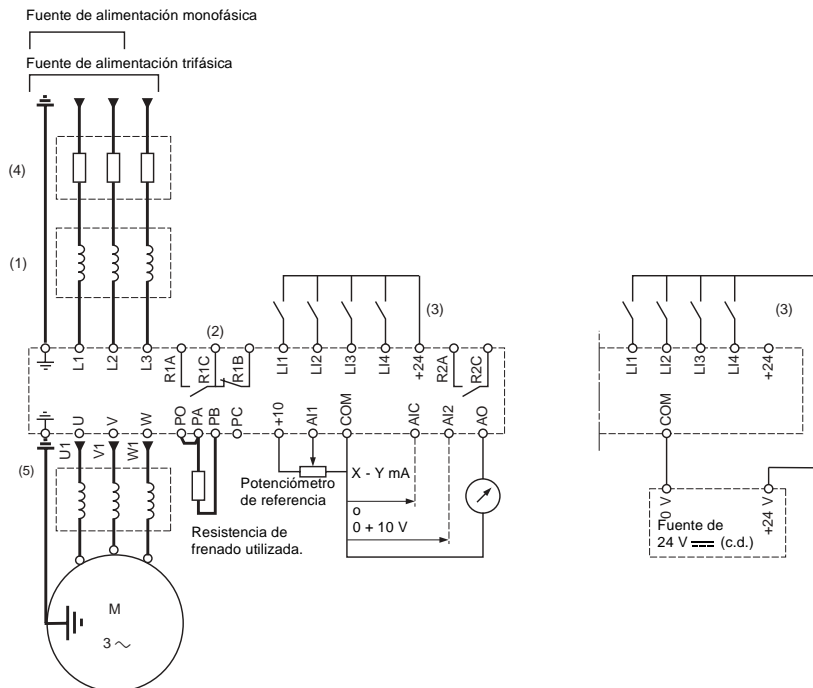 Fuente de alimentación monofásica
Fuente de alimentación trifásica
(4)
(1)
(2)
(3)
(3)
L1
L2
L3
R1A
R1C
R1B
LI1
LI2
LI3
LI4
+24
R2A
R2C
LI1
LI2
LI3
LI4
+24
U
V
W
PO
PA
PB
PC
+10
AI1
COM
AIC
AI2
AO
COM
(5)
U1
V1
W1
Potenciómetro
de referencia
X - Y mA
o
0 + 10 V
Resistencia de
frenado utilizada.
0 V
+24 V
Fuente de
24 V (c.d.)
M
3 ~